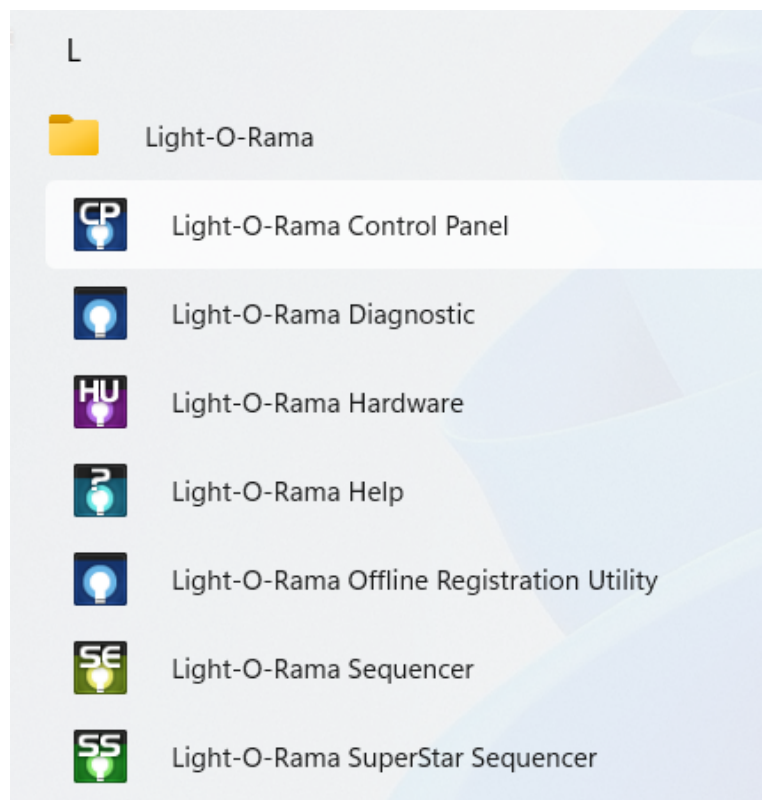 L
Light-O-Rama
CP
Light-O-Rama Control Panel
Light-O-Rama Diagnostic
HU
Light-O-Rama Hardware
?
Light-O-Rama Help
Light-O-Rama Offline Registration Utility
SE
Light-O-Rama Sequencer
SS
Light-O-Rama SuperStar Sequencer